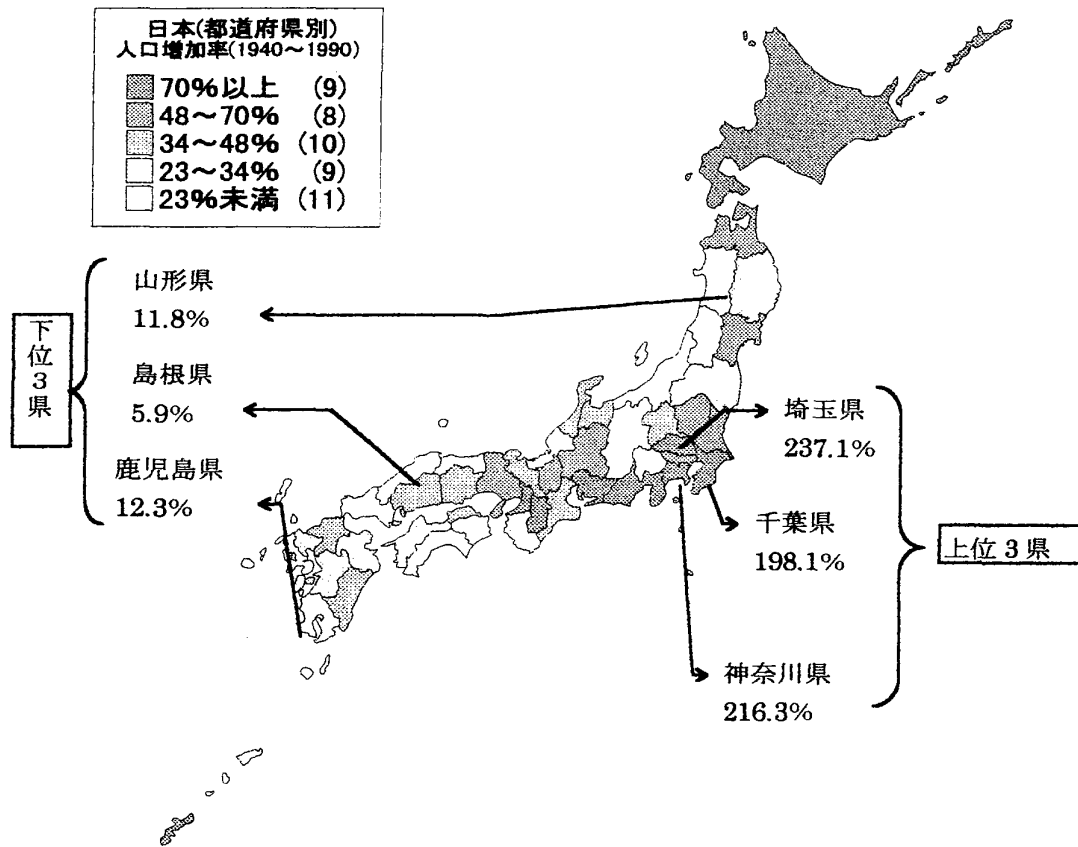 日本(都道府県別)
人口増加率(1940～1990)
70%以上 (9)
48～70% (8)
34～48% (10)
23～34% (9)
23%未満 (11)
下位3県
山形県
11.8%
島根県
5.9%
鹿児島県
12.3%
埼玉県
237.1%
千葉県
198.1%
神奈川県
216.3%
上位3県